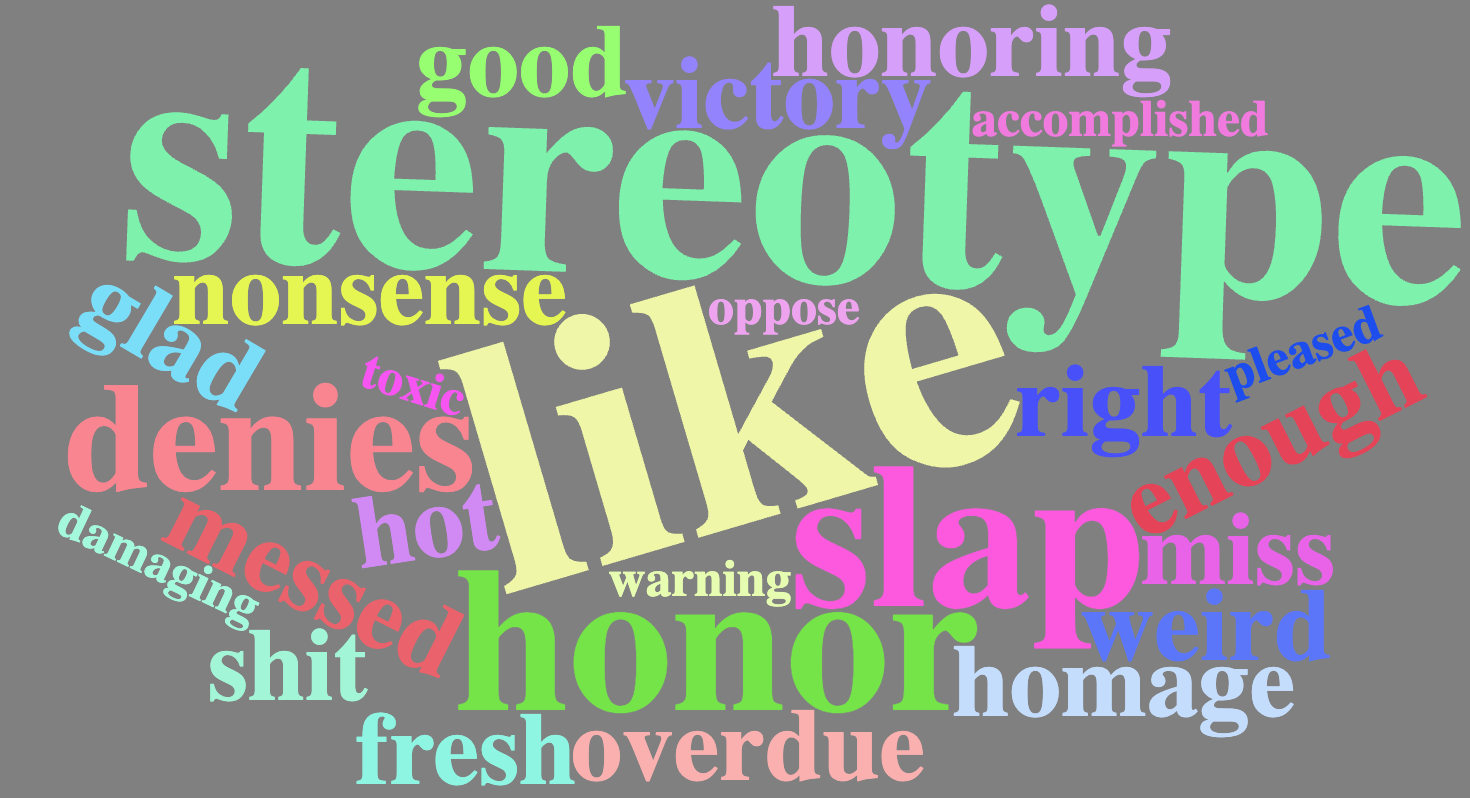 honoring
good
victory
accomplished
stereotype
nonsense
glad
oppose
like
toxic
pleased
right
denies
enough
hot
slap
messed
damaging
miss
warning
weird
honor
shit
homage
fresh
overdue